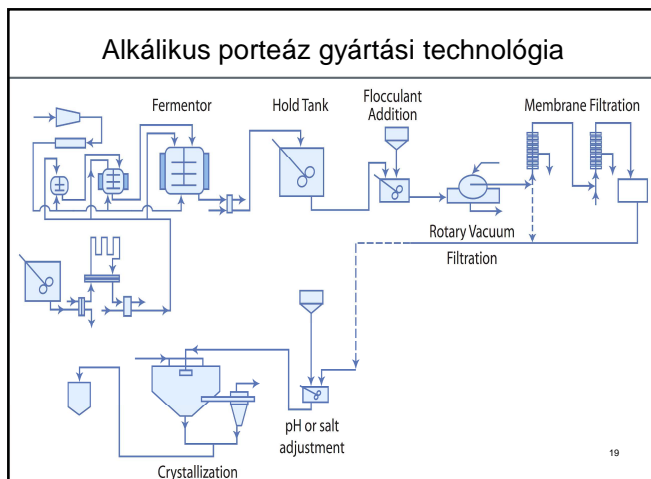 Alkálikus porteáz gyártási technológia
Fermentor
Hold Tank
Flocculant
Addition
Membrane Filtration
Rotary Vacuum
Filtration
pH or salt
adjustment
Crystallization
19